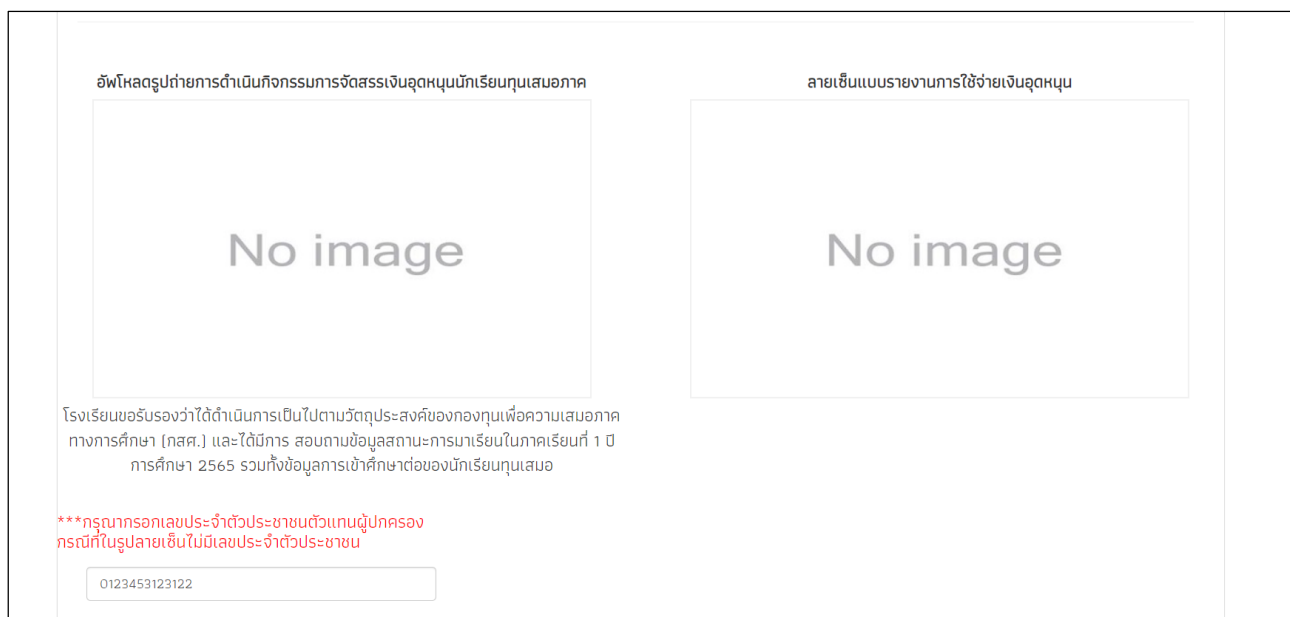 อัพโหลดรูปถ่ายการดำเนินกิจกรรมการจัดสรรเงินอุดหนุนนักเรียนทุนเสมอภาค
ลายเซ็นแบบรายงานการใช้จ่ายเงินอุดหนุน
No image
No image
โรงเรียนขอรับรองว่าได้ดำเนินการเป็นไปตามวัตถุประสงค์ของกองทุนเพื่อความเสมอภาค
ทางการศึกษา (กสศ.) และได้มีการ สอบถามข้อมูลสถานะการมาเรียนในภาคเรียนที่ 1 ปี
การศึกษา 2565 รวมทั้งข้อมูลการเข้าศึกษาต่อของนักเรียนทุนเสมอ
***กรุณากรอกเลขประจำตัวประชาชนตัวแทนผู้ปกครอง
กรณีที่ในรูปลายเซ็นไม่มีเลขประจำตัวประชาชน
0123453123122